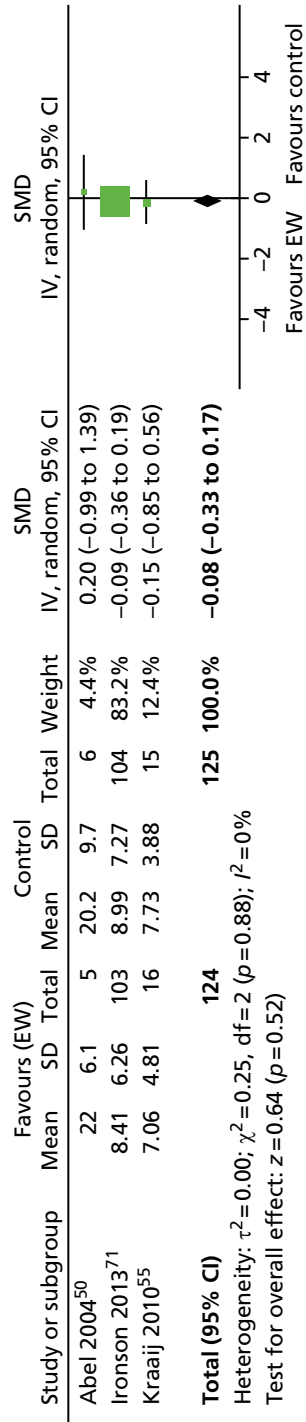 Favours (EW) Control SMD SMD
Study or subgroup Mean SD Total Mean SD Total Weight IV, random, 95% CI IV, random, 95% CI
Abel 2004⁵⁰ 22 6.1 5 20.2 9.7 6 4.4% 0.20 (−0.99 to 1.39)
Ironson 2013⁷¹ 8.41 6.26 103 8.99 7.27 104 83.2% −0.09 (−0.36 to 0.19)
Kraaij 2010⁵⁵ 7.06 4.81 16 7.73 3.88 15 12.4% −0.15 (−0.85 to 0.56)
Total (95% CI) 124 125 100.0% −0.08 (−0.33 to 0.17)
Heterogeneity: τ²=0.00; χ²=0.25, df=2 (p=0.88); I²=0%
Test for overall effect: z=0.64 (p=0.52)
−4 −2 0 2 4
Favours EW Favours control